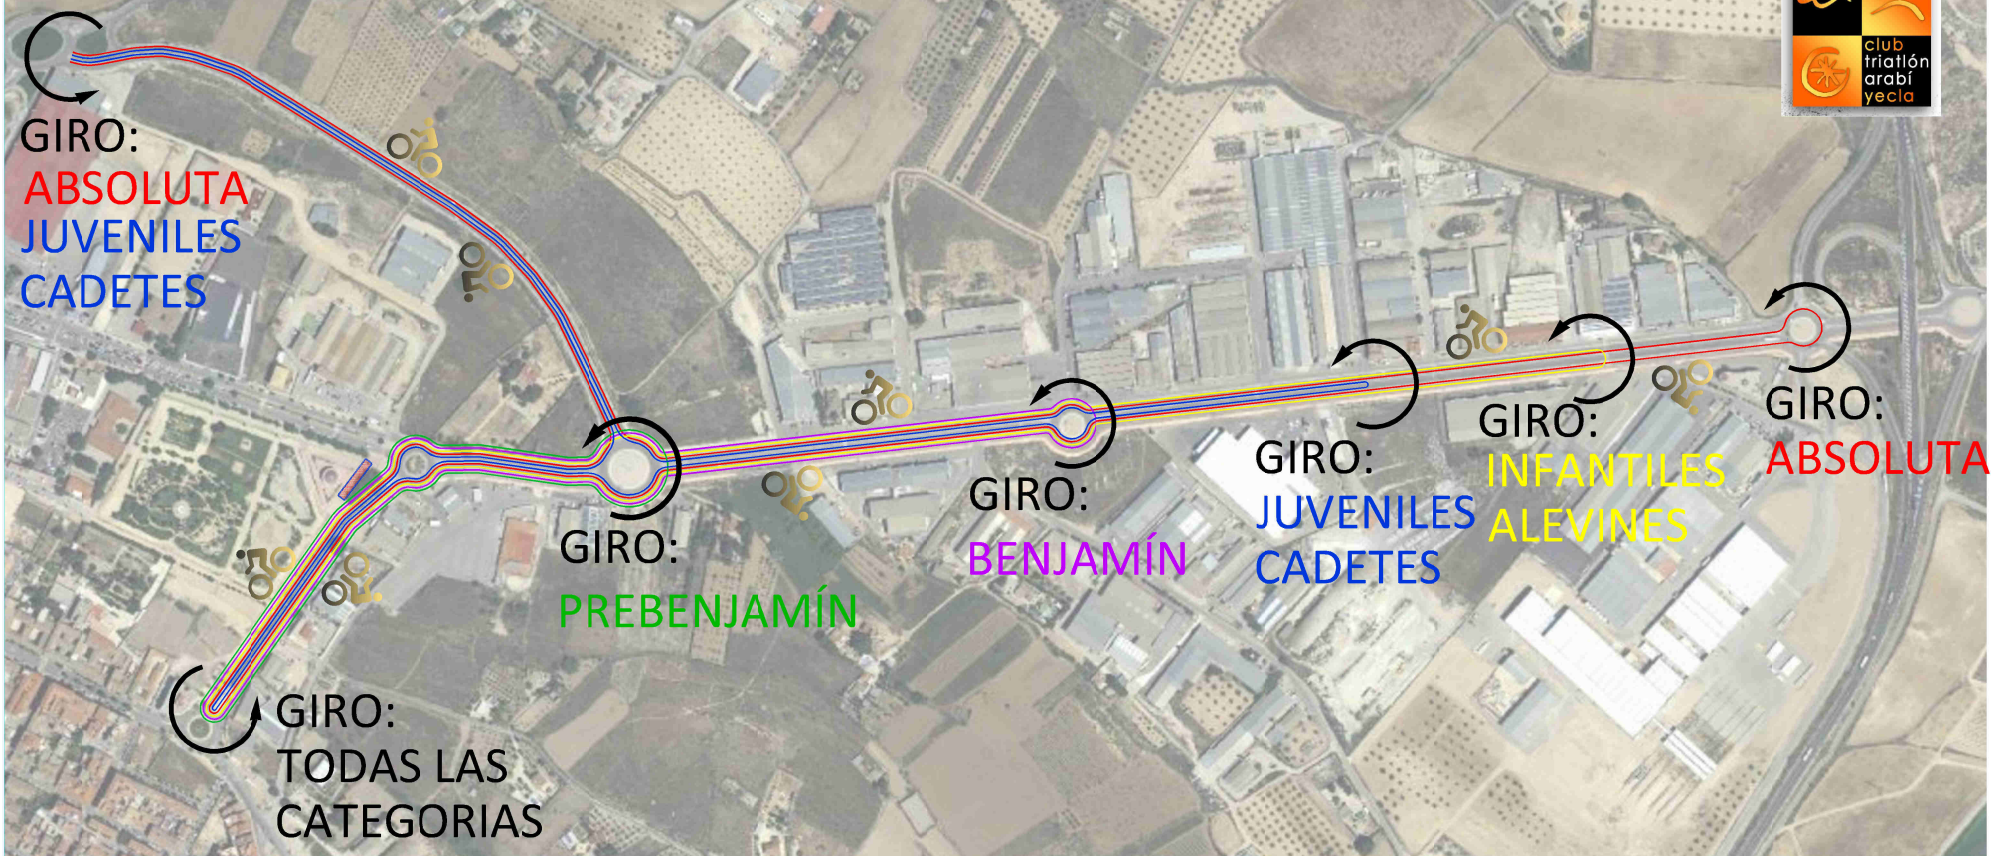 club
triatlón
arabí
yecla
GIRO:
ABSOLUTA
JUVENILES
CADETES
GIRO:
PREBENJAMÍN
GIRO:
BENJAMÍN
GIRO:
JUVENILES
CADETES
GIRO:
INFANTILES
ALEVINES
GIRO:
ABSOLUTA
GIRO:
TODAS LAS
CATEGORIAS